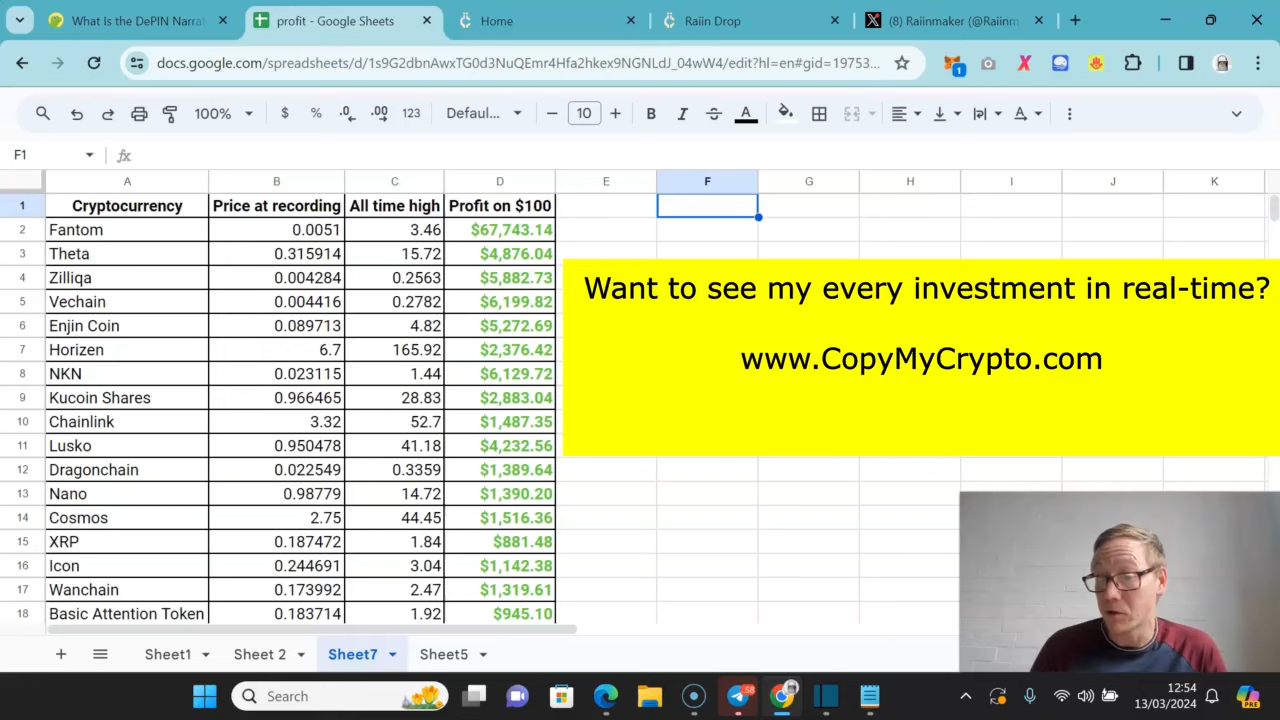 What Is the DePIN Narrat
profit - Google Sheets
Home
Raiin Drop
(8) Raiinmaker (@Raiinm
docs.google.com/spreadsheets/d/1s9G2dbnAwxTG0d3NuQEmr4Hfa2hkex9NGNLdJ_04wW4/edit?hl=en#gid=19753...
1
100%
$ % .0 .00 123
Defaul...
10
B I A
F1
fx
A B C D E F G H I J K
1 Cryptocurrency Price at recording All time high Profit on $100
2 Fantom 0.0051 3.46 $67,743.14
3 Theta 0.315914 15.72 $4,876.04
4 Zilliqa 0.004284 0.2563 $5,882.73
5 Vechain 0.004416 0.2782 $6,199.82
6 Enjin Coin 0.089713 4.82 $5,272.69
7 Horizen 6.7 165.92 $2,376.42
8 NKN 0.023115 1.44 $6,129.72
9 Kucoin Shares 0.966465 28.83 $2,883.04
10 Chainlink 3.32 52.7 $1,487.35
11 Lusko 0.950478 41.18 $4,232.56
12 Dragonchain 0.022549 0.3359 $1,389.64
13 Nano 0.98779 14.72 $1,390.20
14 Cosmos 2.75 44.45 $1,516.36
15 XRP 0.187472 1.84 $881.48
16 Icon 0.244691 3.04 $1,142.38
17 Wanchain 0.173992 2.47 $1,319.61
18 Basic Attention Token 0.183714 1.92 $945.10
Want to see my every investment in real-time?
www.CopyMyCrypto.com
Sheet1
Sheet 2
Sheet7
Sheet5
Search
58
12:54
13/03/2024
PRE